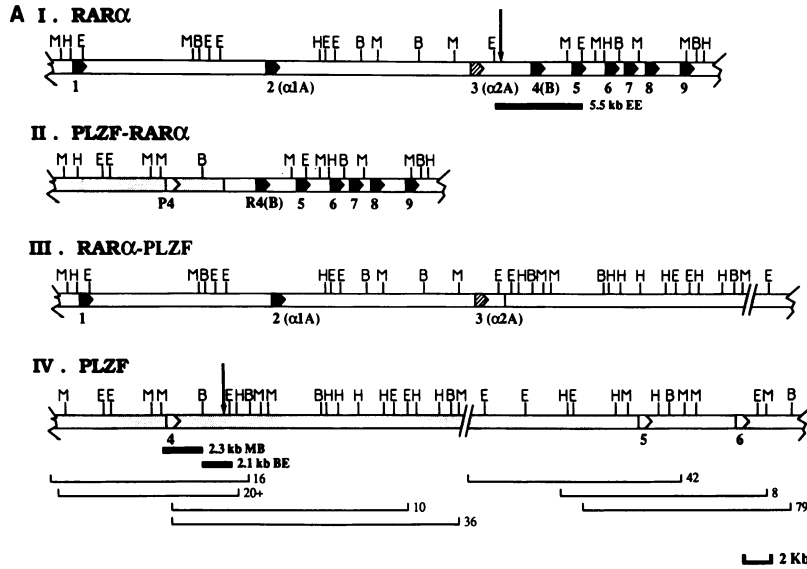 A I. RARα
M H E M B E E H E E B M B M E M E M H B M M B H
1 2 (α1A) 3 (α2A) 4(B) 5 6 7 8 9
5.5 kb EE
II. PLZF-RARα
M H E E M M B M E M H B M M B H
P4 R4(B) 5 6 7 8 9
III. RARα-PLZF
M H E M B E E H E E B M B M E E H B M M B H H H H E E H H B M E
1 2 (α1A) 3 (α2A)
IV. PLZF
M E E M M B E H B M M B H H H H E E H H B M E E H E H M H B M M E M B
4 5 6
2.3 kb MB
2.1 kb BE
16 42
20+ 8
10 79
36
2 Kb